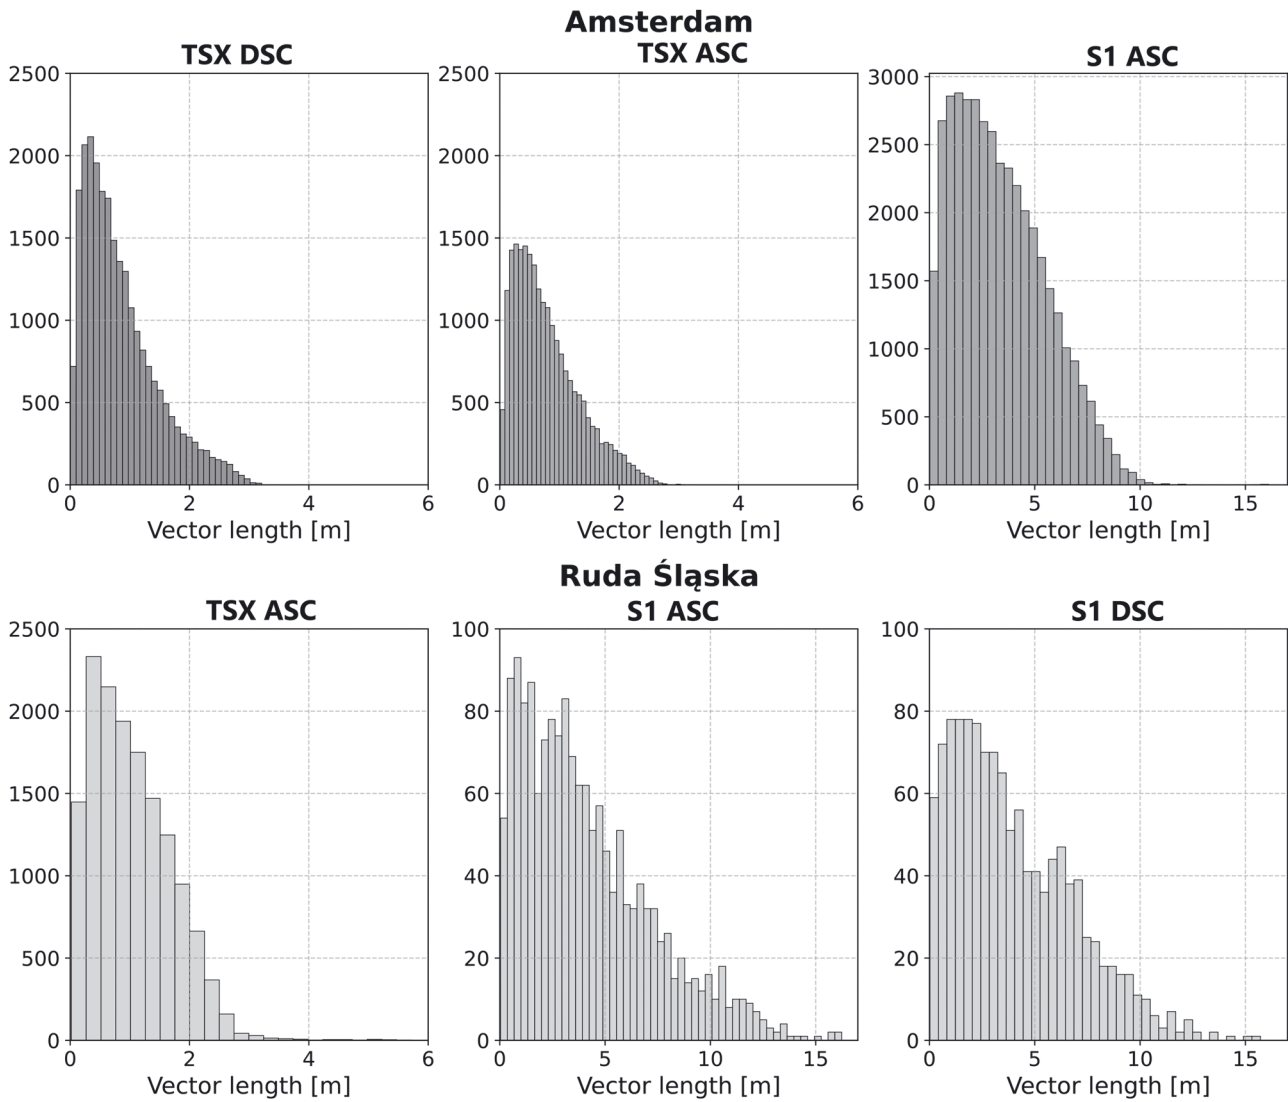 Amsterdam
TSX DSC
2500
2000
1500
1000
500
0
0 2 4 6
Vector length [m]
TSX ASC
2500
2000
1500
1000
500
0
0 2 4 6
Vector length [m]
S1 ASC
3000
2500
2000
1500
1000
500
0
0 5 10 15
Vector length [m]
Ruda Śląska
TSX ASC
2500
2000
1500
1000
500
0
0 2 4 6
Vector length [m]
S1 ASC
100
80
60
40
20
0
0 5 10 15
Vector length [m]
S1 DSC
100
80
60
40
20
0
0 5 10 15
Vector length [m]